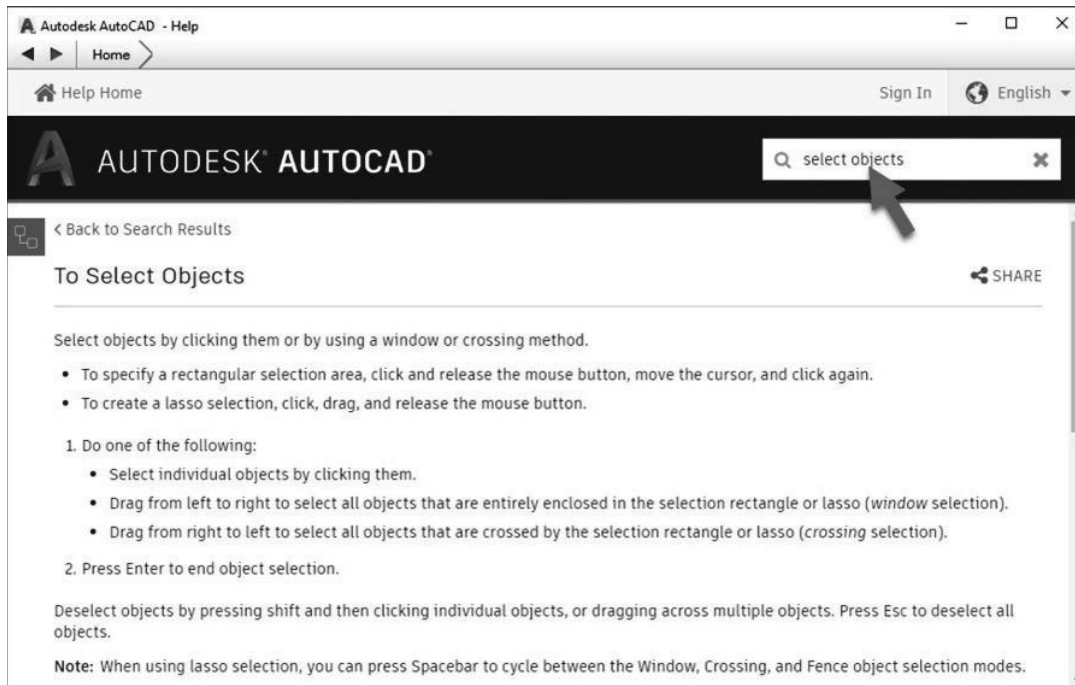 Autodesk AutoCAD - Help
Home
Help Home
Sign In
English
AUTODESK® AUTOCAD®
select objects
< Back to Search Results
To Select Objects
SHARE
Select objects by clicking them or by using a window or crossing method.
• To specify a rectangular selection area, click and release the mouse button, move the cursor, and click again.
• To create a lasso selection, click, drag, and release the mouse button.
1. Do one of the following:
• Select individual objects by clicking them.
• Drag from left to right to select all objects that are entirely enclosed in the selection rectangle or lasso (window selection).
• Drag from right to left to select all objects that are crossed by the selection rectangle or lasso (crossing selection).
2. Press Enter to end object selection.
Deselect objects by pressing shift and then clicking individual objects, or dragging across multiple objects. Press Esc to deselect all
objects.
Note: When using lasso selection, you can press Spacebar to cycle between the Window, Crossing, and Fence object selection modes.